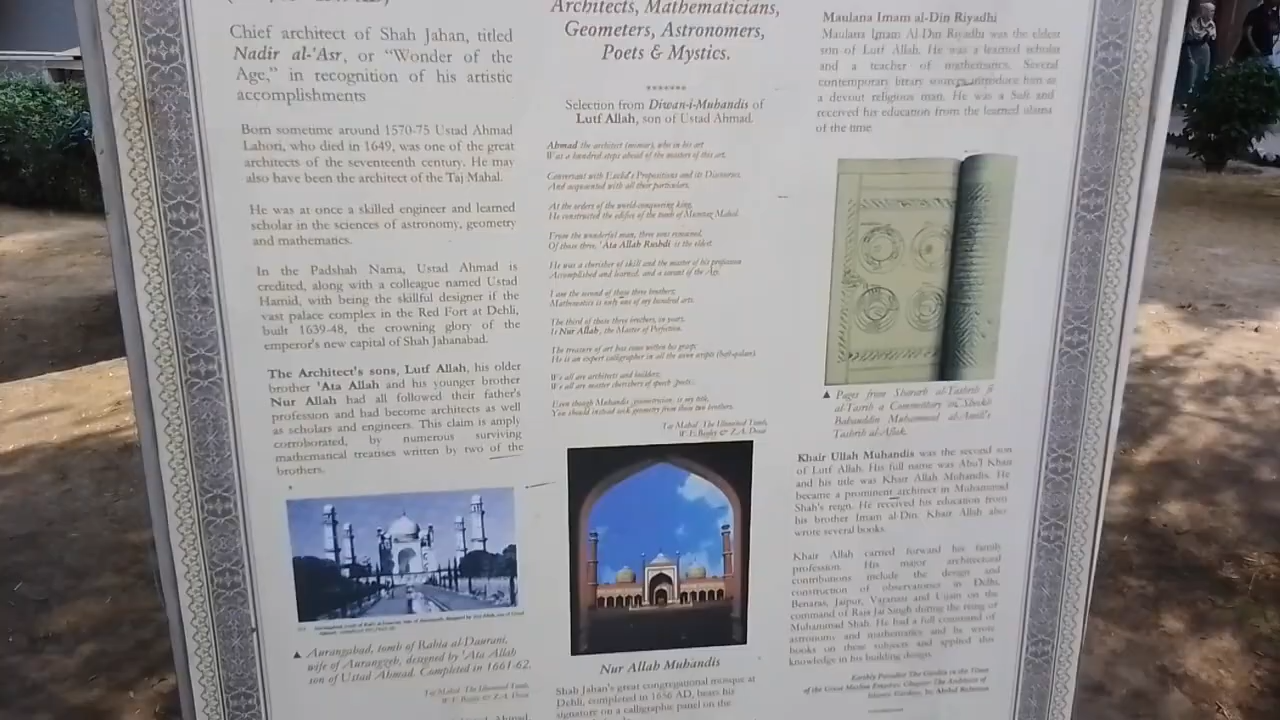 Chief architect of Shah Jahan, titled
Nadir al-'Asr, or "Wonder of the
Age," in recognition of his artistic
accomplishments
Born sometime around 1570-75 Ustad Ahmad
Lahori, who died in 1649, was one of the great
architects of the seventeenth century. He may
also have been the architect of the Taj Mahal.
He was at once a skilled engineer and learned
scholar in the sciences of astronomy, geometry
and mathematics.
In the Padshah Nama, Ustad Ahmad is
credited, along with a colleague named Ustad
Hamid, with being the skillful designer if the
vast palace complex in the Red Fort at Dehli,
built 1639-48, the crowning glory of the
emperor's new capital of Shah Jahanabad.
The Architect's sons, Lutf Allah, his older
brother 'Ata Allah and his younger brother
Nur Allah had all followed their father's
profession and had become architects as well
as scholars and engineers. This claim is amply
corroborated, by numerous surviving
mathematical treatises written by two of the
brothers.
▲ Aurangabad, tomb of Rabia al-Daurani,
wife of Aurangzeb, designed by 'Ata Allah
son of Ustad Ahmad. Completed in 1661-62.
Taj Mahal: The Illumined Tomb,
W. E. Begley & Z. A. Desai
Architects, Mathematicians,
Geometers, Astronomers,
Poets & Mystics.
Selection from Diwan-i-Muhandis of
Lutf Allah, son of Ustad Ahmad.
Ahmad the architect (memar), who in his art
Was a hundred steps ahead of the masters of this art.
Conversant with Euclid's Propositions and its Discourses,
And acquainted with all their particulars,
At the orders of the world-conquering king,
He constructed the edifice of the tomb of Mumtaz Mahal.
From the wonderful man, three sons remained,
Of those three, 'Ata Allah Rushdi is the eldest.
He was a cherisher of skill and the master of his profession
Accomplished and learned, and a savant of the Age.
I am the second of those three brothers;
Mathematics is only one of my hundred arts.
The third of those three brothers, in years,
Is Nur Allah, the Master of Perfection.
The treasure of art has come within his grasp;
He is an expert calligrapher in all the seven scripts (haft-qalam).
We all are architects and builders;
We all are master cherishers of speech (poets).
Even though Muhandis (geometrician) is my title,
You should instead seek geometry from those two brothers.
Taj Mahal: The Illumined Tomb,
W. E. Begley & Z. A. Desai
Nur Allah Muhandis
Shah Jahan's great congregational mosque at
Dehli, completed in 1656 AD, bears his
signature on a calligraphic panel on the
Maulana Imam al-Din Riyadhi
Maulana Imam Al-Din Riyadhi was the eldest
son of Lutf Allah. He was a learned scholar
and a teacher of mathematics. Several
contemporary literary sources introduce him as
a devout religious man. He was a Sufi and
received his education from the learned ulama
of the time.
▲ Pages from al-Tashrih fi
al-Tasrih a Commentary on Shaikh
Bahauddin Muhammad al-Amili's
Tashrih al-Aflak.
Khair Ullah Muhandis was the second son
of Lutf Allah. His full name was Abu'l Khair
and his title was Khair Allah Muhandis. He
became a prominent architect in Muhammad
Shah's reign. He received his education from
his brother Imam al-Din. Khair Allah also
wrote several books.
Khair Allah carried forward his family
profession. His major architectural
contributions include the design and
construction of observatories in Delhi,
Benaras, Jaipur, Varanasi and Ujjain on the
command of Raja Jai Singh during the reign of
Muhammad Shah. He had a full command of
astronomy and mathematics and he wrote
books on these subjects and applied this
knowledge in his building design.
Earthly Paradise: The Garden in the Times
of the Great Muslim Empires. Chapter: The Architects of
Islamic Gardens, by Abdul Rehman